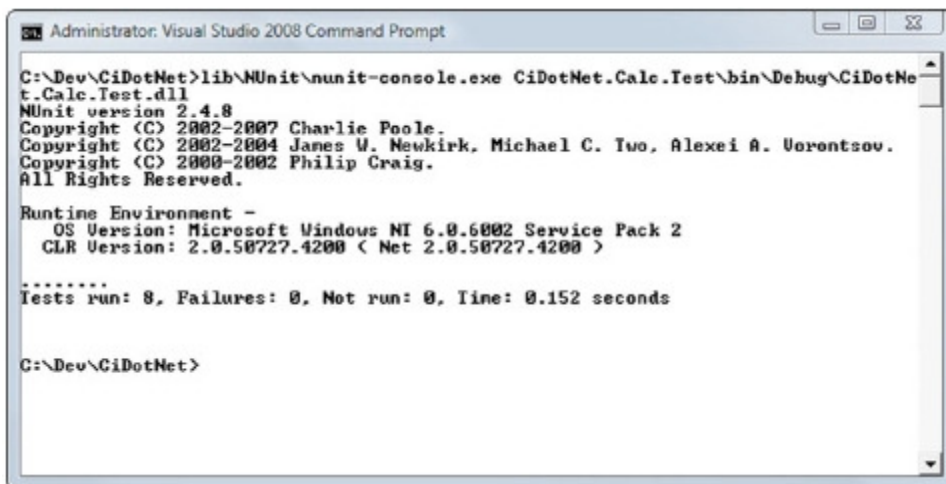 Administrator: Visual Studio 2008 Command Prompt
C:\Dev\CiDotNet>lib\NUnit\nunit-console.exe CiDotNet.Calc.Test\bin\Debug\CiDotNe
t.Calc.Test.dll
NUnit version 2.4.8
Copyright (C) 2002-2007 Charlie Poole.
Copyright (C) 2002-2004 James W. Newkirk, Michael C. Two, Alexei A. Vorontsov.
Copyright (C) 2000-2002 Philip Craig.
All Rights Reserved.
Runtime Environment -
   OS Version: Microsoft Windows NT 6.0.6002 Service Pack 2
  CLR Version: 2.0.50727.4200 ( Net 2.0.50727.4200 )
........
Tests run: 8, Failures: 0, Not run: 0, Time: 0.152 seconds
C:\Dev\CiDotNet>